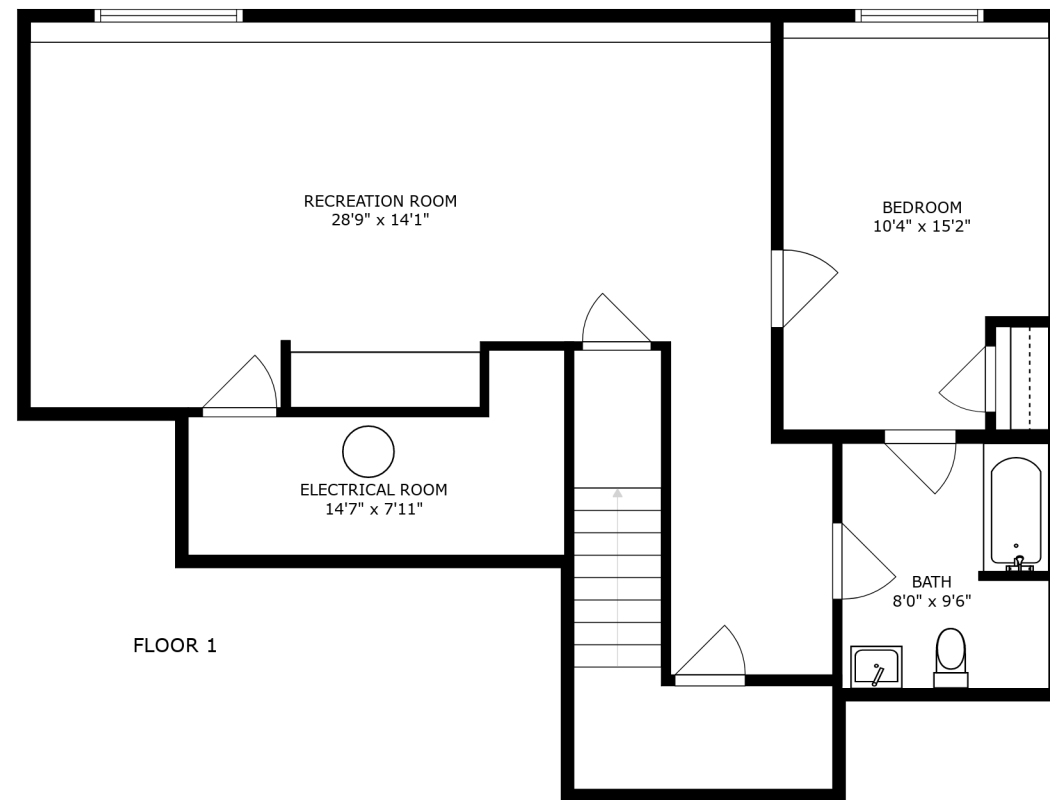 RECREATION ROOM
28'9" x 14'1"
BEDROOM
10'4" x 15'2"
ELECTRICAL ROOM
14'7" x 7'11"
BATH
8'0" x 9'6"
FLOOR 1